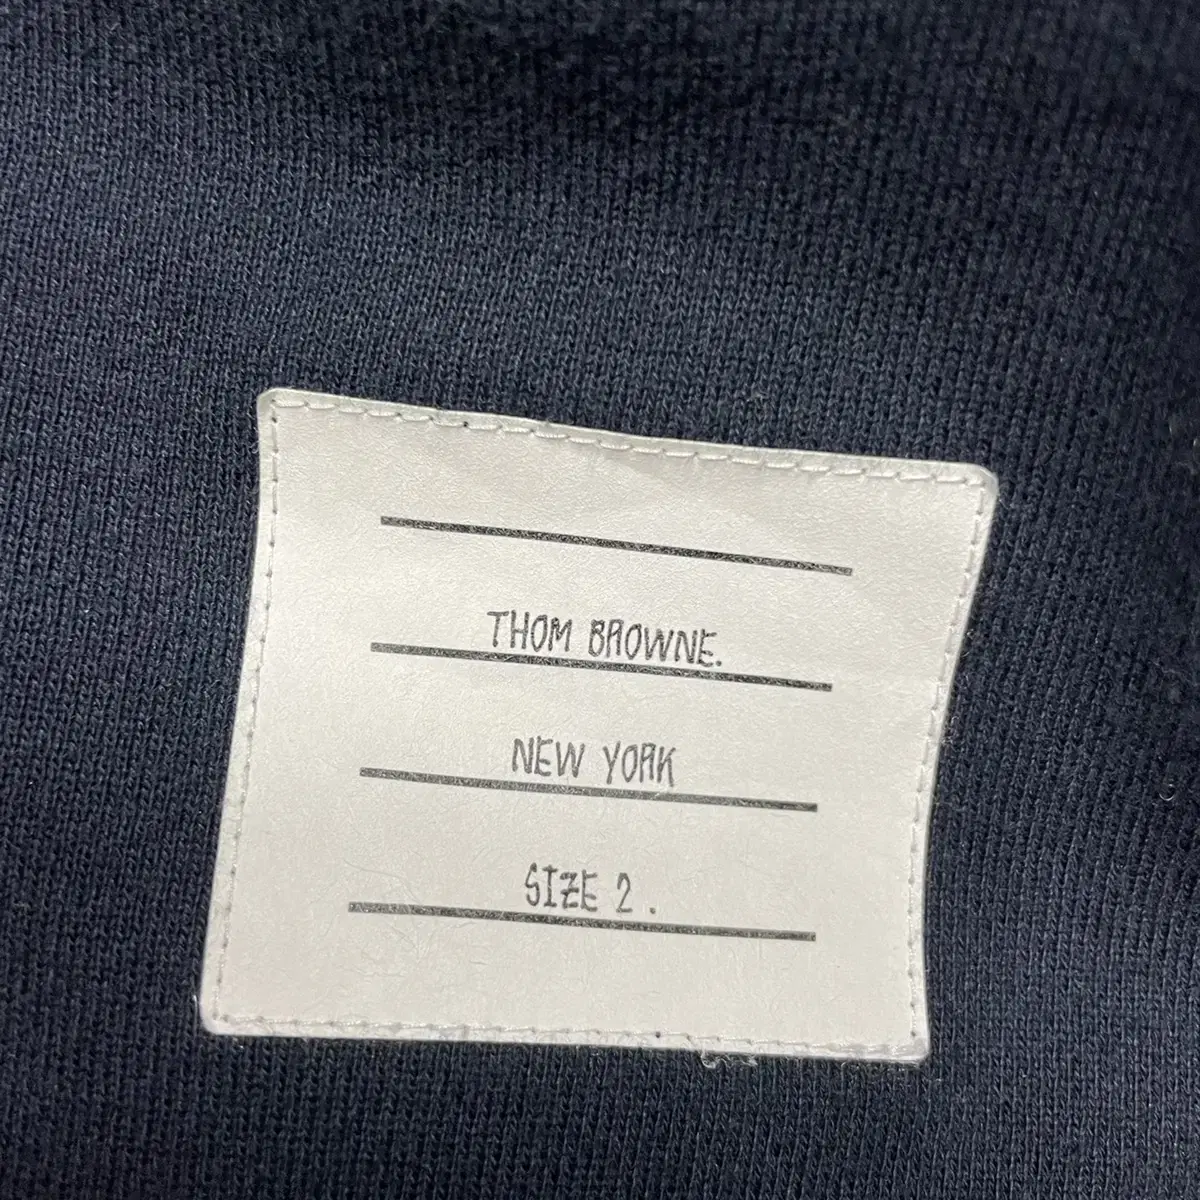 THOM BROWNE.
NEW YORK
SIZE 2.